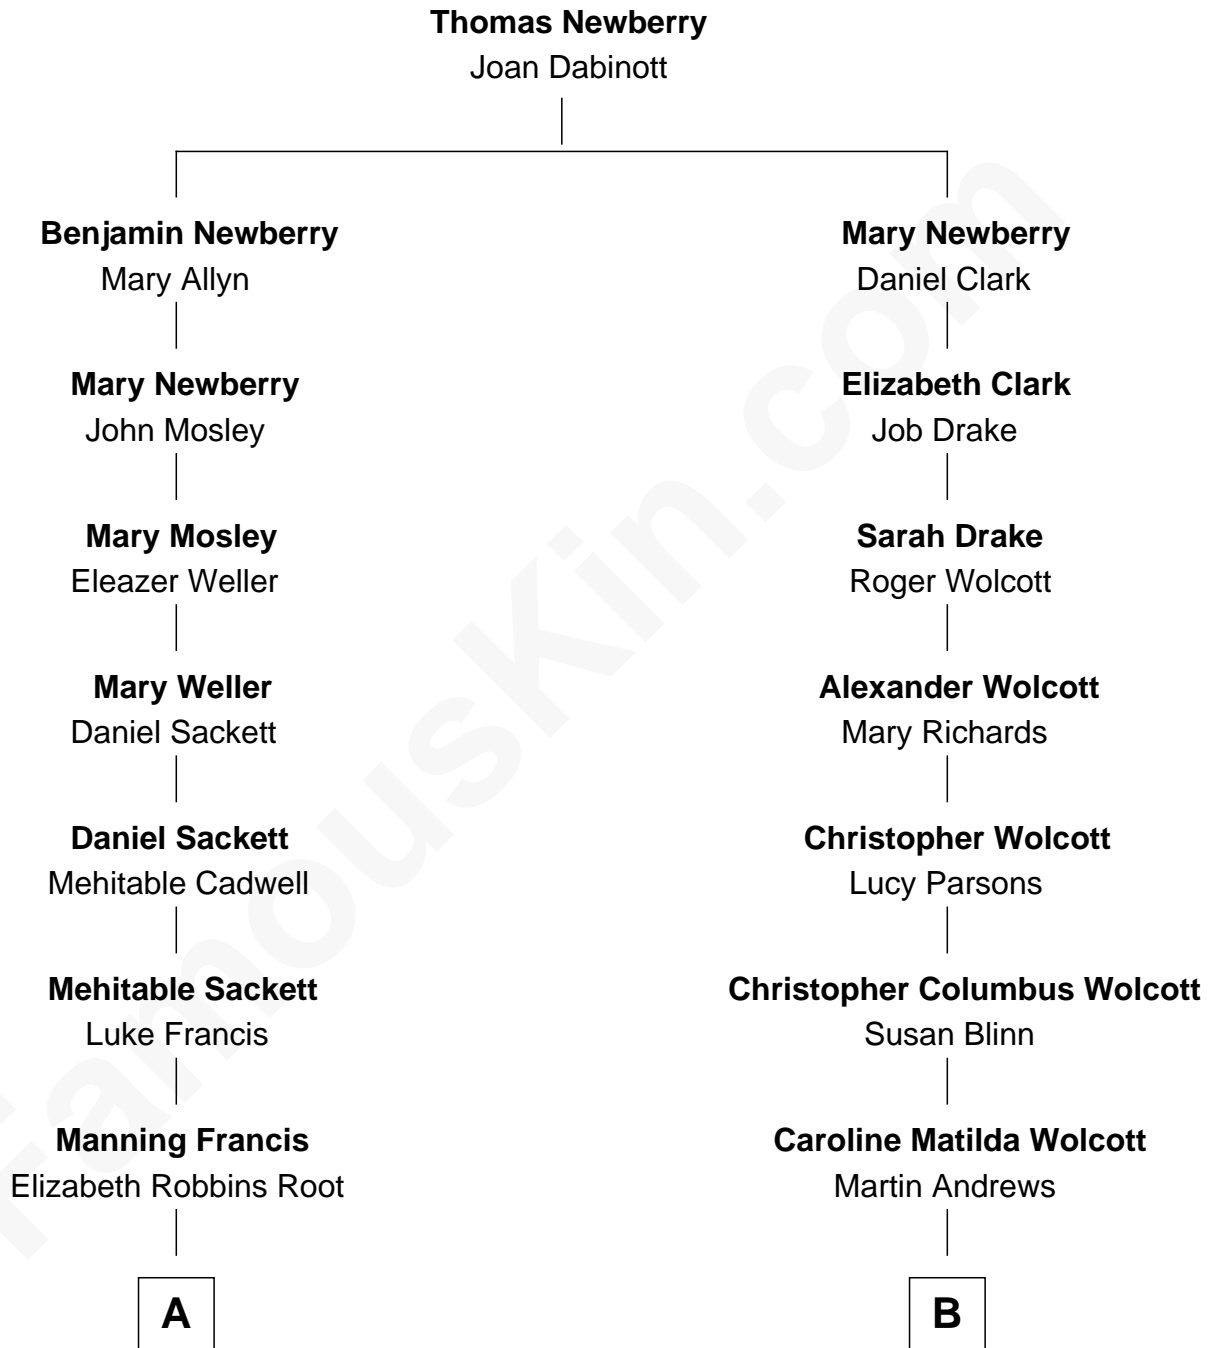 Thomas Newberry
Joan Dabinott
Benjamin Newberry
Mary Allyn
Mary Newberry
Daniel Clark
Mary Newberry
John Mosley
Elizabeth Clark
Job Drake
Mary Mosley
Eleazer Weller
Sarah Drake
Roger Wolcott
Mary Weller
Daniel Sackett
Alexander Wolcott
Mary Richards
Daniel Sackett
Mehitable Cadwell
Christopher Wolcott
Lucy Parsons
Mehitable Sackett
Luke Francis
Christopher Columbus Wolcott
Susan Blinn
Manning Francis
Elizabeth Robbins Root
Caroline Matilda Wolcott
Martin Andrews
A
B
FamousKin.com